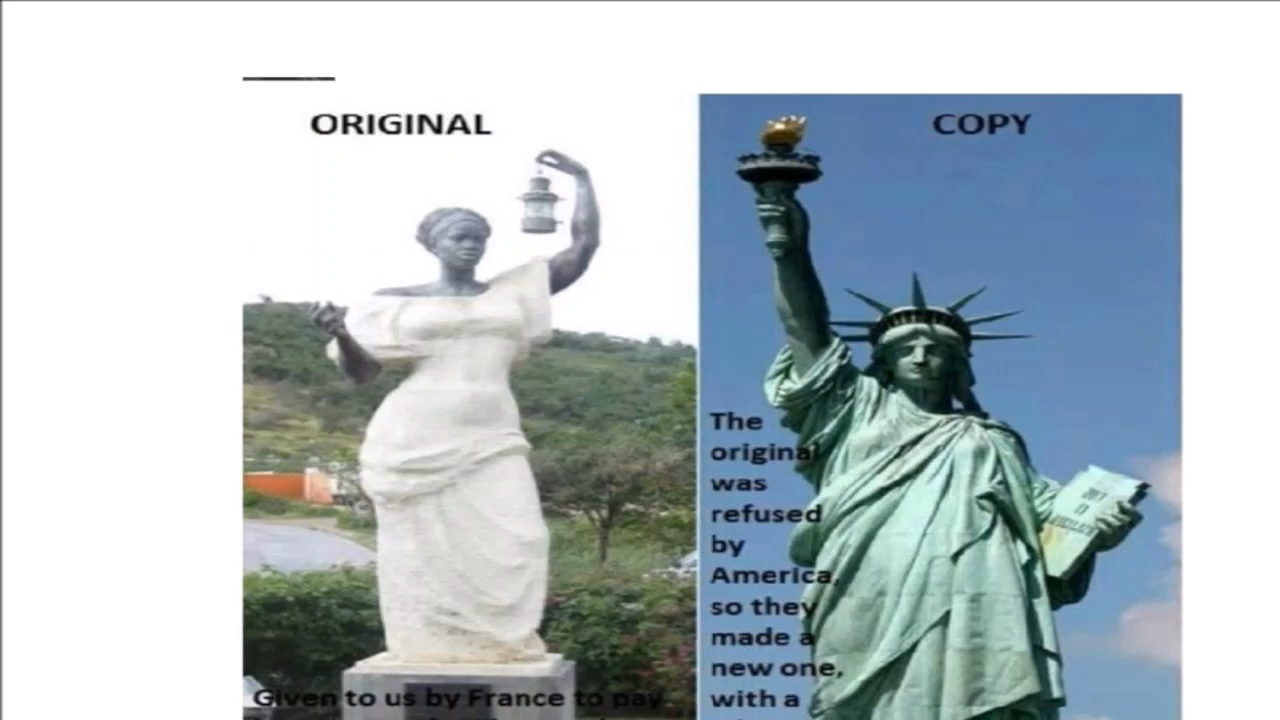 ORIGINAL
COPY
The
original
was
refused
by
America,
so they
made a
new one,
with a
Given to us by France to pay